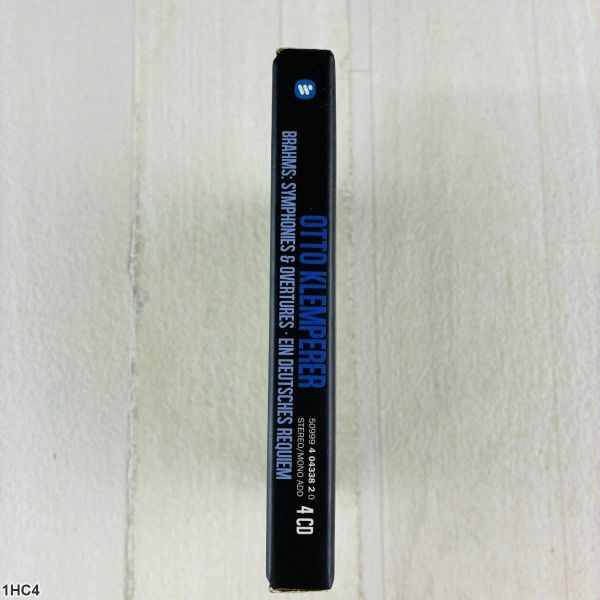 OTTO KLEMPERER
BRAHMS: SYMPHONIES & OVERTURES · EIN DEUTSCHES REQUIEM
50999 4 04338 2 0
STEREO/MONO ADD
4 CD
1HC4